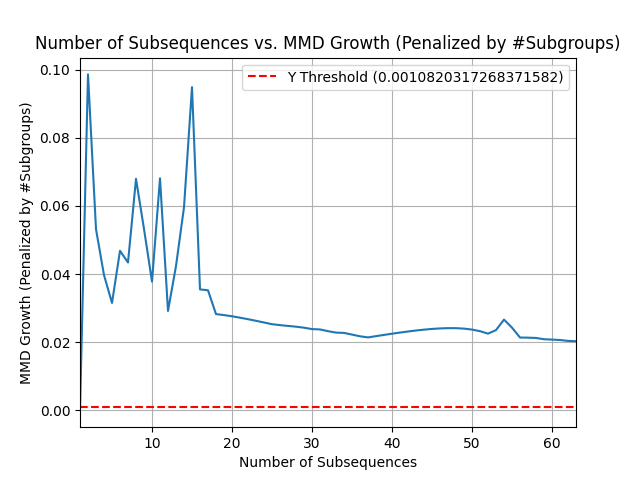 Number of Subsequences vs. MMD Growth (Penalized by #Subgroups)
Y Threshold (0.0010820317268371582)
MMD Growth (Penalized by #Subgroups)
0.10
0.08
0.06
0.04
0.02
0.00
10 20 30 40 50 60
Number of Subsequences